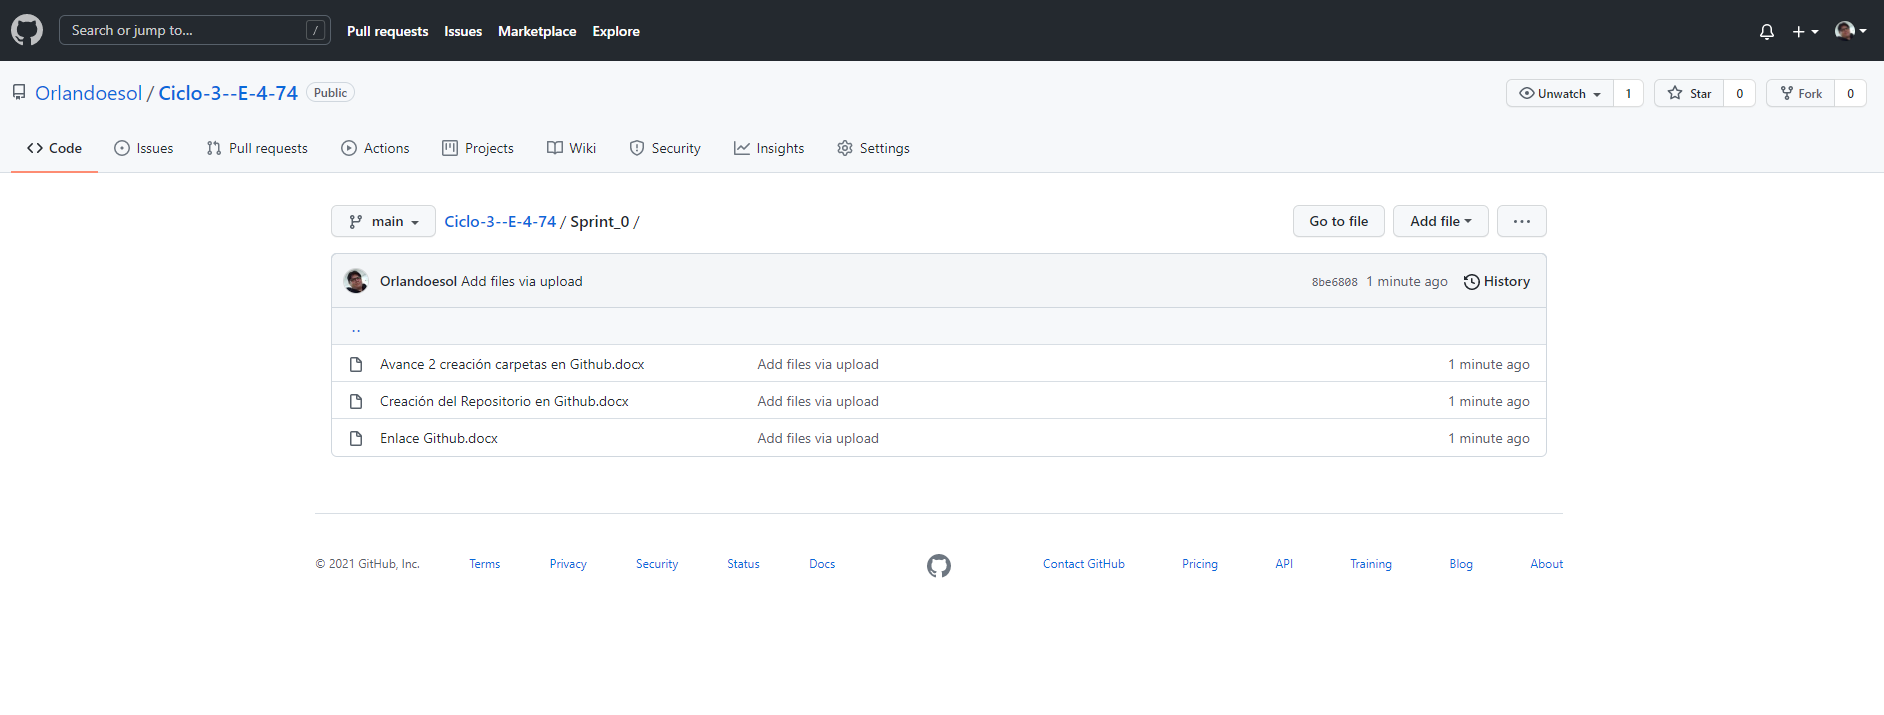 Search or jump to... / Pull requests Issues Marketplace Explore
Orlandoesol / Ciclo-3--E-4-74 Public Unwatch 1 Star 0 Fork 0
Code Issues Pull requests Actions Projects Wiki Security Insights Settings
main Ciclo-3--E-4-74 / Sprint_0 / Go to file Add file ...
Orlandoesol Add files via upload 8be6808 1 minute ago History
..
Avance 2 creación carpetas en Github.docx Add files via upload 1 minute ago
Creación del Repositorio en Github.docx Add files via upload 1 minute ago
Enlace Github.docx Add files via upload 1 minute ago
© 2021 GitHub, Inc. Terms Privacy Security Status Docs Contact GitHub Pricing API Training Blog About